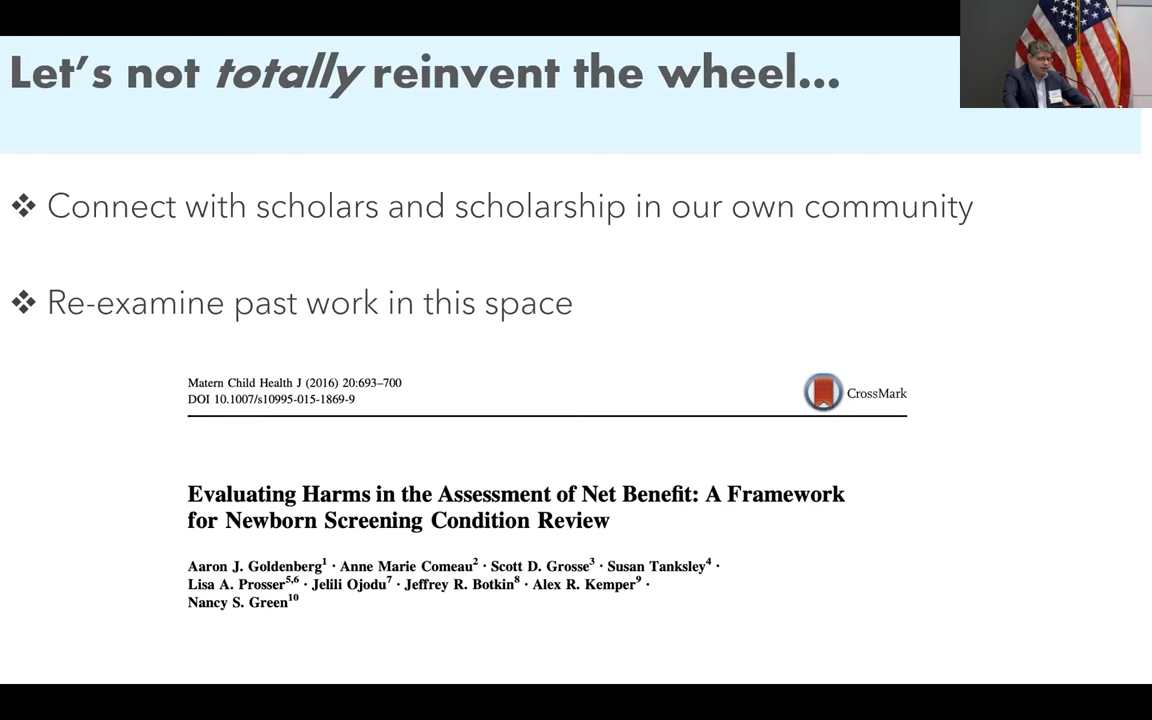 Let's not totally reinvent the wheel...
❖ Connect with scholars and scholarship in our own community
❖ Re-examine past work in this space
Matern Child Health J (2016) 20:693–700
DOI 10.1007/s10995-015-1869-9
CrossMark
Evaluating Harms in the Assessment of Net Benefit: A Framework
for Newborn Screening Condition Review
Aaron J. Goldenberg1 · Anne Marie Comeau2 · Scott D. Grosse3 · Susan Tanksley4 ·
Lisa A. Prosser5,6 · Jelili Ojodu7 · Jeffrey R. Botkin8 · Alex R. Kemper9 ·
Nancy S. Green10